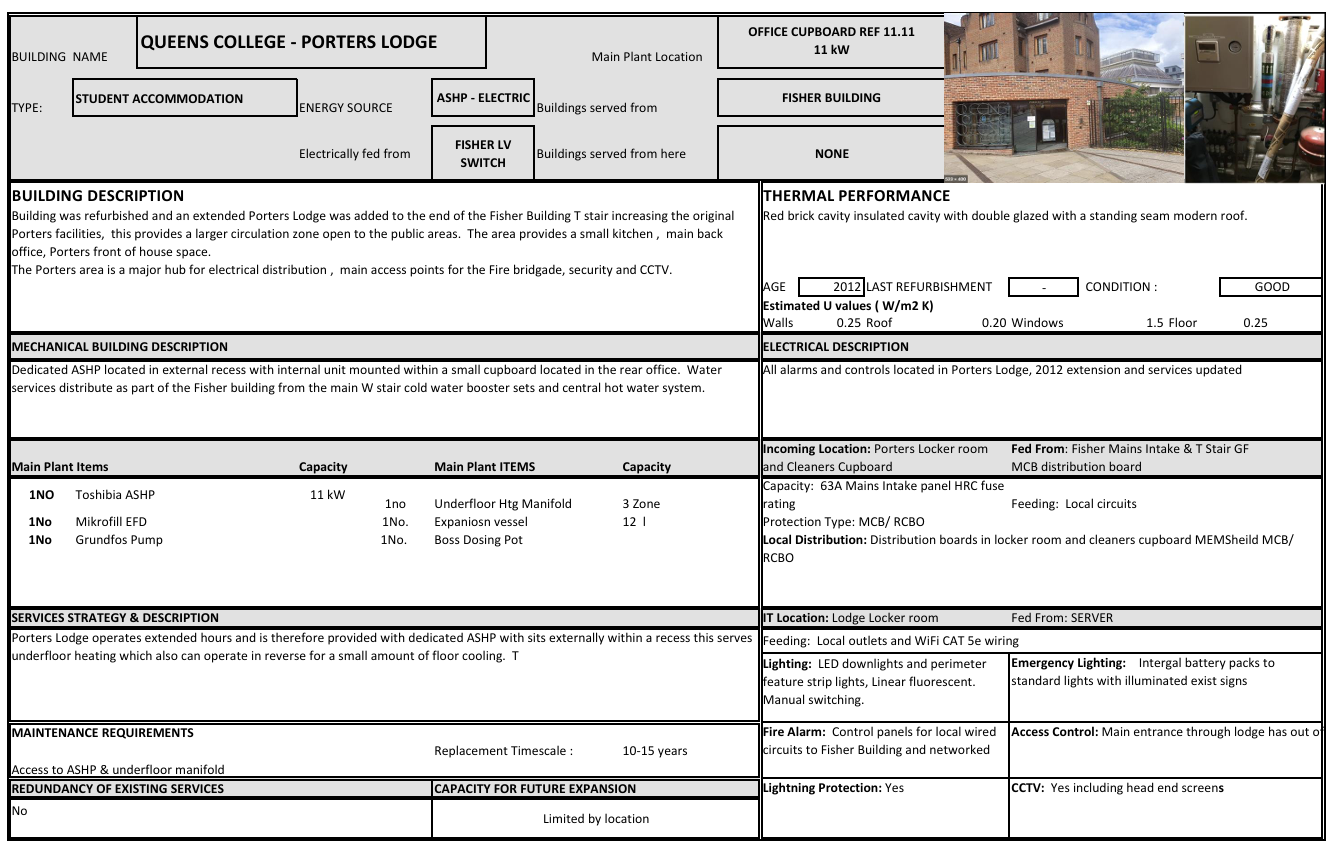 BUILDING  NAME
QUEENS COLLEGE - PORTERS LODGE
Main Plant Location
OFFICE CUPBOARD REF 11.11
11 kW
TYPE:
STUDENT ACCOMMODATION
ENERGY SOURCE
ASHP - ELECTRIC
Buildings served from
FISHER BUILDING
Electrically fed from
FISHER LV
SWITCH
Buildings served from here
NONE
BUILDING DESCRIPTION
Building was refurbished and an extended Porters Lodge was added to the end of the Fisher Building T stair increasing the original
Porters facilities,  this provides a larger circulation zone open to the public areas.  The area provides a small kitchen ,  main back
office, Porters front of house space.
The Porters area is a major hub for electrical distribution ,  main access points for the Fire bridgade, security and CCTV.
THERMAL PERFORMANCE
Red brick cavity insulated cavity with double glazed with a standing seam modern roof.
AGE 2012 LAST REFURBISHMENT - CONDITION : GOOD
Estimated U values ( W/m2 K)
Walls 0.25 Roof 0.20 Windows 1.5 Floor 0.25
MECHANICAL BUILDING DESCRIPTION
Dedicated ASHP located in external recess with internal unit mounted within a small cupboard located in the rear office.  Water
services distribute as part of the Fisher building from the main W stair cold water booster sets and central hot water system.
ELECTRICAL DESCRIPTION
All alarms and controls located in Porters Lodge, 2012 extension and services updated
Main Plant Items Capacity Main Plant ITEMS Capacity
1NO Toshibia ASHP 11 kW
1no Underfloor Htg Manifold 3 Zone
1No Mikrofill EFD 1No. Expaniosn vessel 12  l
1No Grundfos Pump 1No. Boss Dosing Pot
Incoming Location: Porters Locker room
and Cleaners Cupboard
Fed From: Fisher Mains Intake & T Stair GF
MCB distribution board
Capacity:  63A Mains Intake panel HRC fuse
rating
Feeding:  Local circuits
Protection Type: MCB/ RCBO
Local Distribution: Distribution boards in locker room and cleaners cupboard MEMSheild MCB/
RCBO
SERVICES STRATEGY & DESCRIPTION
Porters Lodge operates extended hours and is therefore provided with dedicated ASHP with sits externally within a recess this serves
underfloor heating which also can operate in reverse for a small amount of floor cooling.  T
IT Location: Lodge Locker room Fed From: SERVER
Feeding:  Local outlets and WiFi CAT 5e wiring
Lighting:  LED downlights and perimeter
feature strip lights, Linear fluorescent.
Manual switching.
Emergency Lighting:    Intergal battery packs to
standard lights with illuminated exist signs
MAINTENANCE REQUIREMENTS
Replacement Timescale : 10-15 years
Access to ASHP & underfloor manifold
Fire Alarm:  Control panels for local wired
circuits to Fisher Building and networked
Access Control: Main entrance through lodge has out of
REDUNDANCY OF EXISTING SERVICES
No
CAPACITY FOR FUTURE EXPANSION
Limited by location
Lightning Protection: Yes
CCTV:  Yes including head end screens